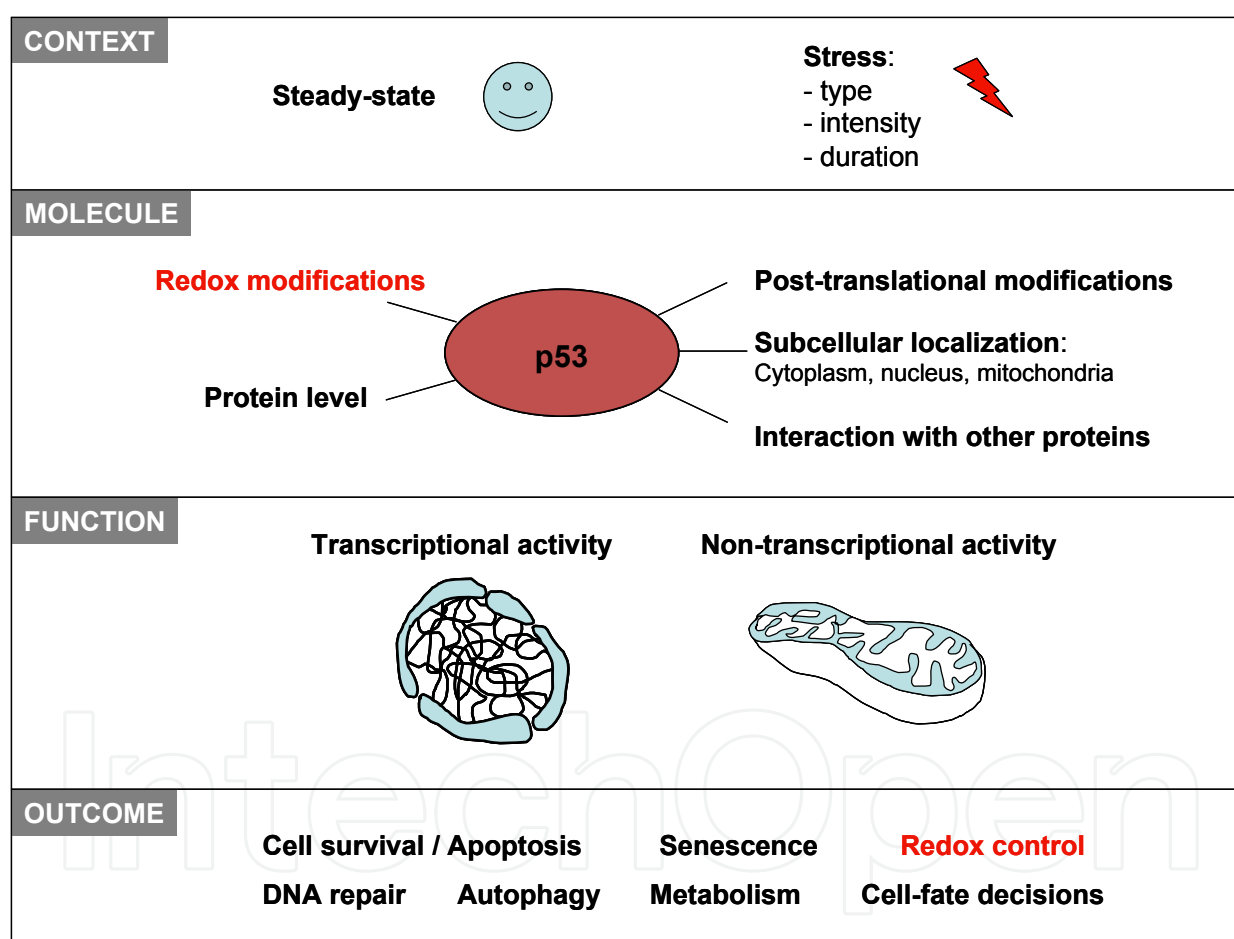 CONTEXT
Steady-state
Stress:
- type
- intensity
- duration
MOLECULE
Redox modifications
Protein level
p53
Post-translational modifications
Subcellular localization:
Cytoplasm, nucleus, mitochondria
Interaction with other proteins
FUNCTION
Transcriptional activity
Non-transcriptional activity
OUTCOME
Cell survival / Apoptosis
Senescence
Redox control
DNA repair
Autophagy
Metabolism
Cell-fate decisions
IntechOpen